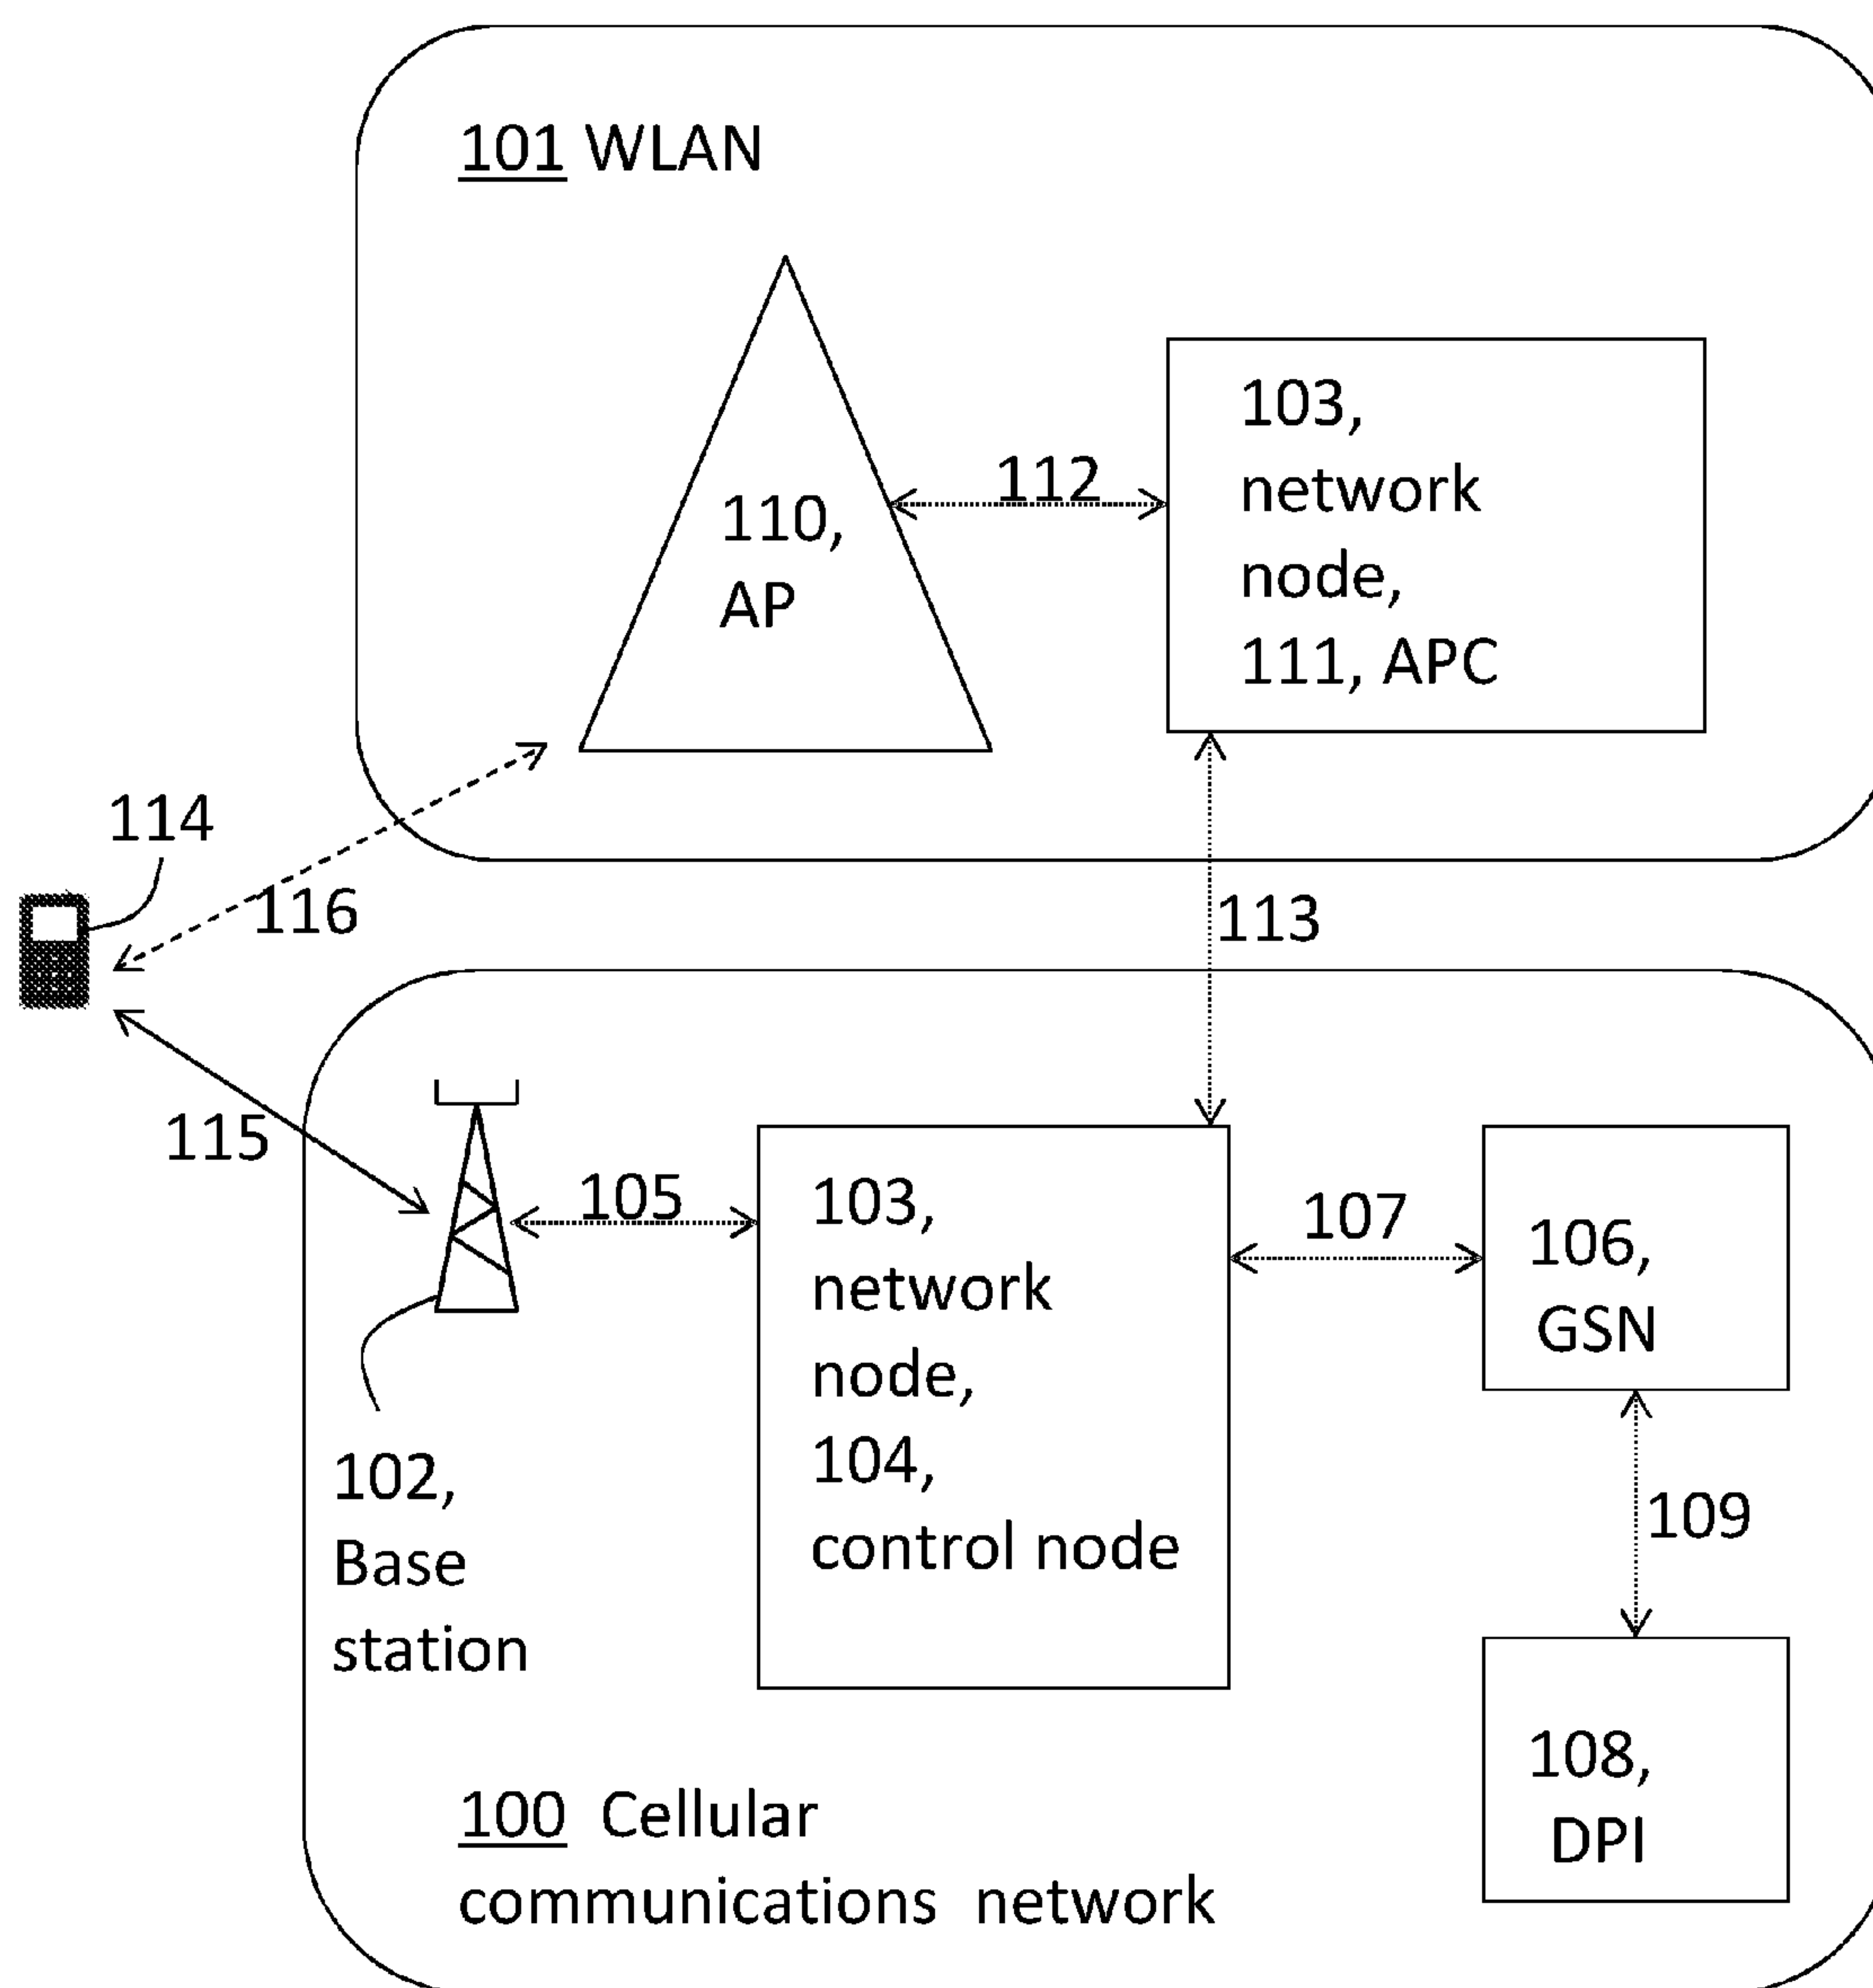 101 WLAN
103,
network
node,
111, APC
112
110,
AP
114
116
113
115
105
103,
network
node,
104,
control node
107
106,
GSN
102,
Base
station
109
108,
DPI
100 Cellular
communications network